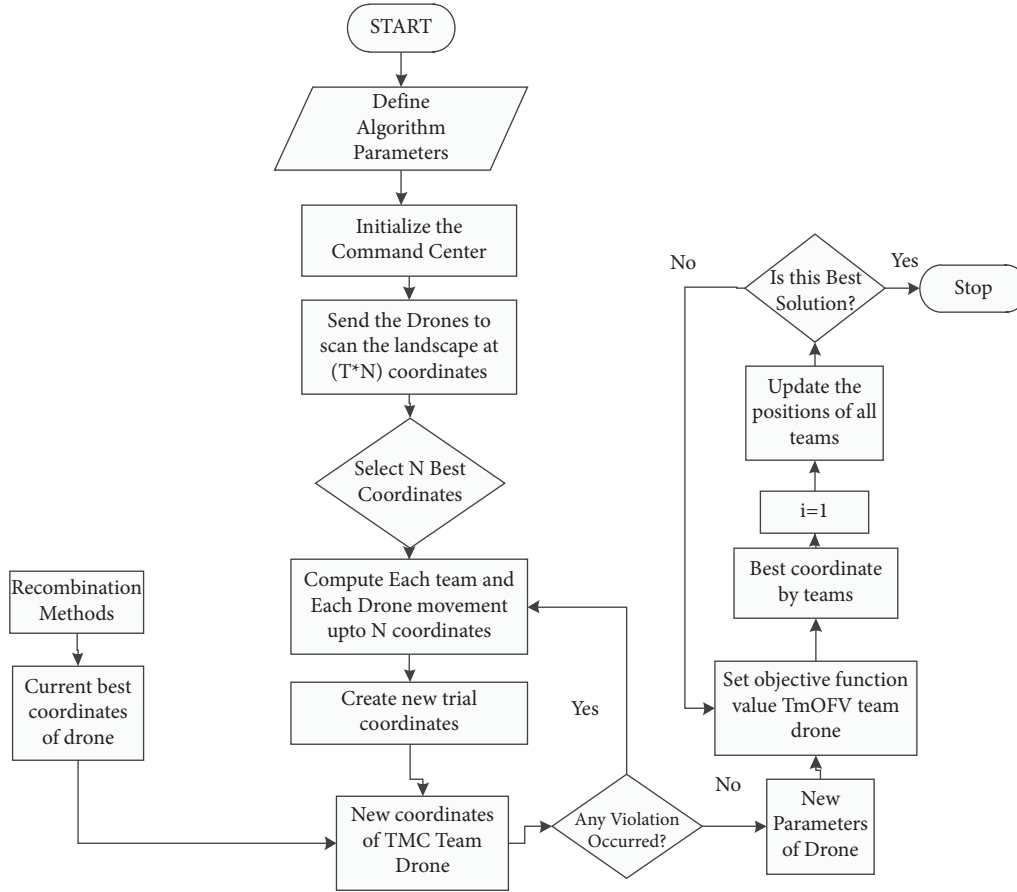 START
Define
Algorithm
Parameters
Initialize the
Command Center
Send the Drones to
scan the landscape at
(T*N) coordinates
Select N Best
Coordinates
Compute Each team and
Each Drone movement
upto N coordinates
Create new trial
coordinates
Recombination
Methods
Current best
coordinates
of drone
New coordinates
of TMC Team
Drone
Any Violation
Occurred?
Yes
No
New
Parameters
of Drone
Set objective function
value TmOFV team
drone
Best coordinate
by teams
i=1
Update the
positions of all
teams
Is this Best
Solution?
No
Yes
Stop